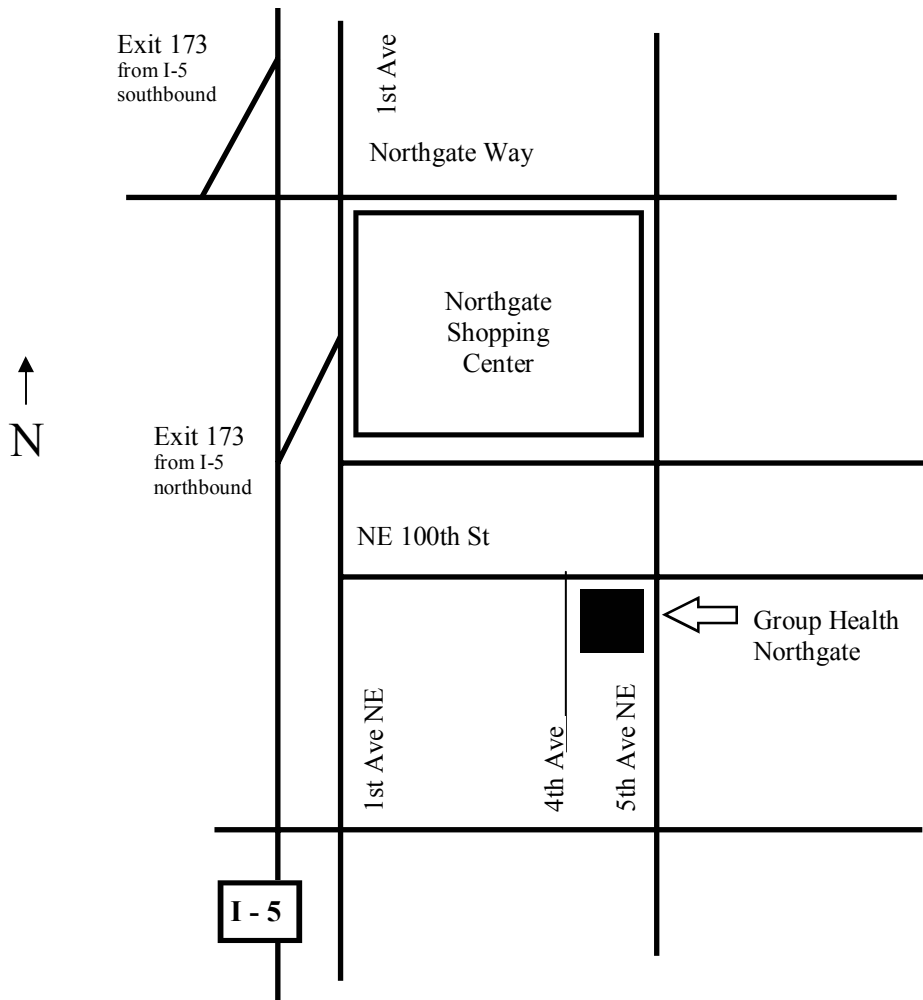 Exit 173
from I-5
southbound
1st Ave
Northgate Way
Northgate
Shopping
Center
N
Exit 173
from I-5
northbound
NE 100th St
Group Health
Northgate
1st Ave NE
4th Ave
5th Ave NE
I - 5